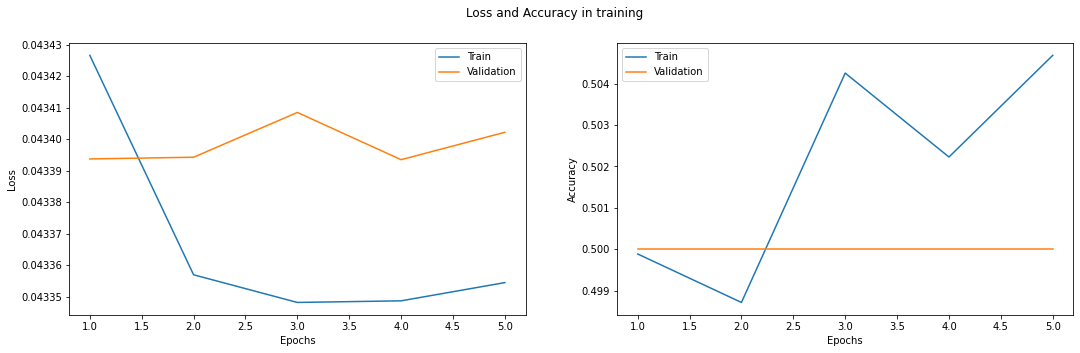 Loss and Accuracy in training
0.04343
0.04342
0.04341
0.04340
0.04339
0.04338
0.04337
0.04336
0.04335
Loss
Train
Validation
1.0 1.5 2.0 2.5 3.0 3.5 4.0 4.5 5.0
Epochs
0.504
0.503
0.502
0.501
0.500
0.499
Accuracy
Train
Validation
1.0 1.5 2.0 2.5 3.0 3.5 4.0 4.5 5.0
Epochs